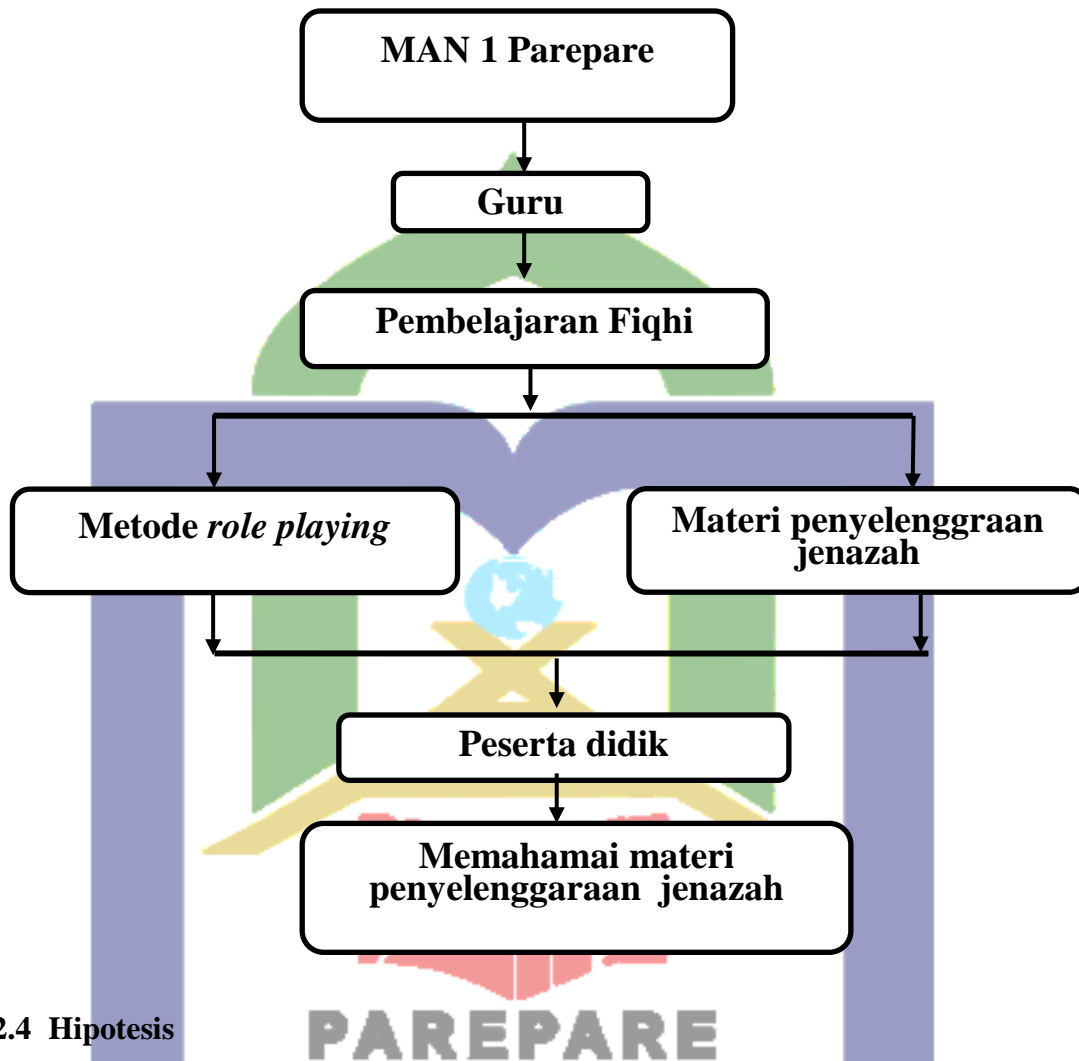 MAN 1 Parepare
Guru
Pembelajaran Fiqhi
Metode role playing
Materi penyelenggraan
jenazah
Peserta didik
Memahamai materi
penyelenggaraan jenazah
2.4 Hipotesis
PAREPARE